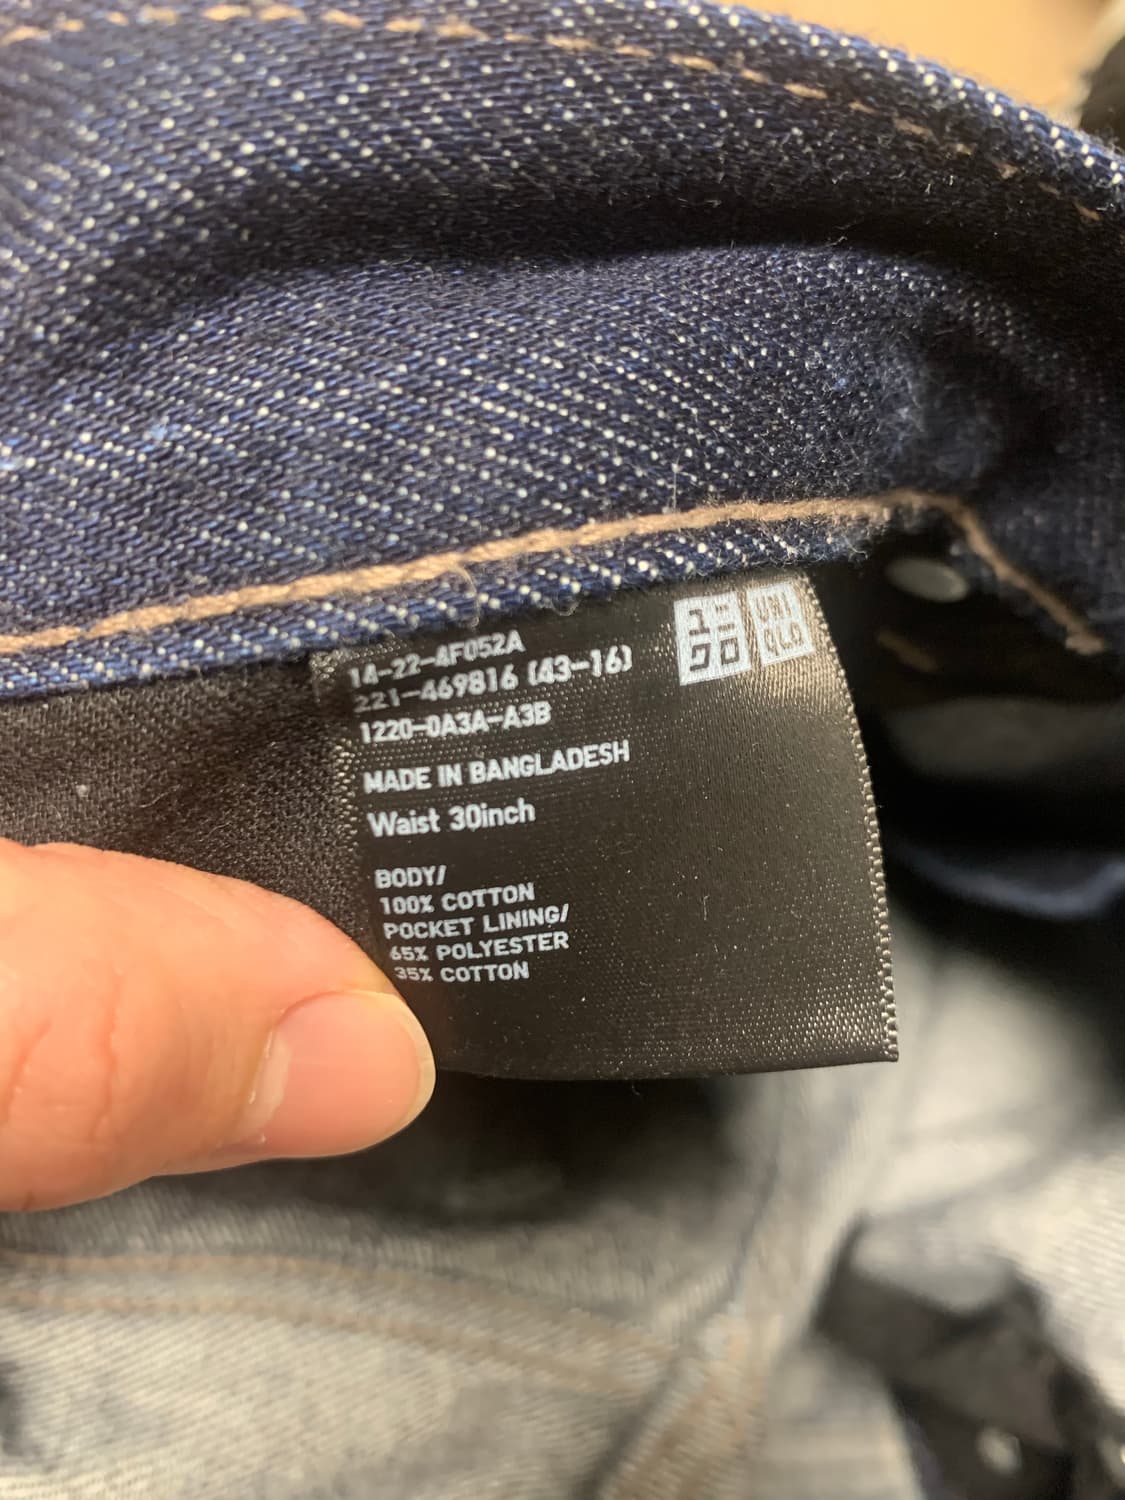 14-22-4F052A
221-469816 (43-16)
1220-0A3A-A3B
MADE IN BANGLADESH
Waist 30inch
BODY/
100% COTTON
POCKET LINING/
65% POLYESTER
35% COTTON
ユニ
クロ
UNI
QLO